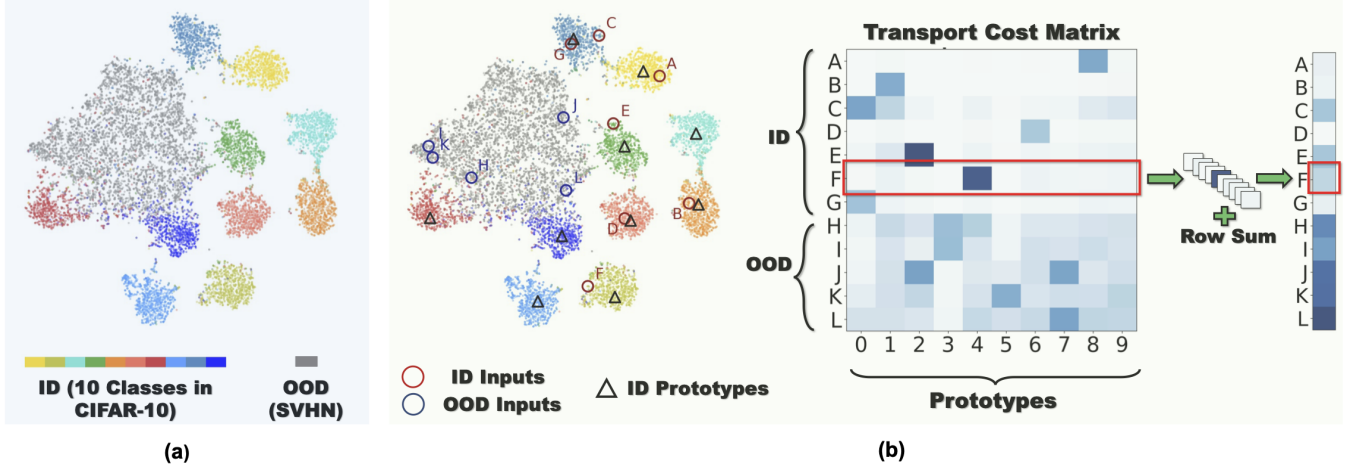 ID (10 Classes in
CIFAR-10)
OOD
(SVHN)
(a)
C
G
A
J
E
I
K
H
L
B
D
F
ID Inputs
OOD Inputs
ID Prototypes
Transport Cost Matrix
ID
OOD
A
B
C
D
E
F
G
H
I
J
K
L
0 1 2 3 4 5 6 7 8 9
Prototypes
Row Sum
A
C
D
E
F
G
H
I
J
K
L
(b)